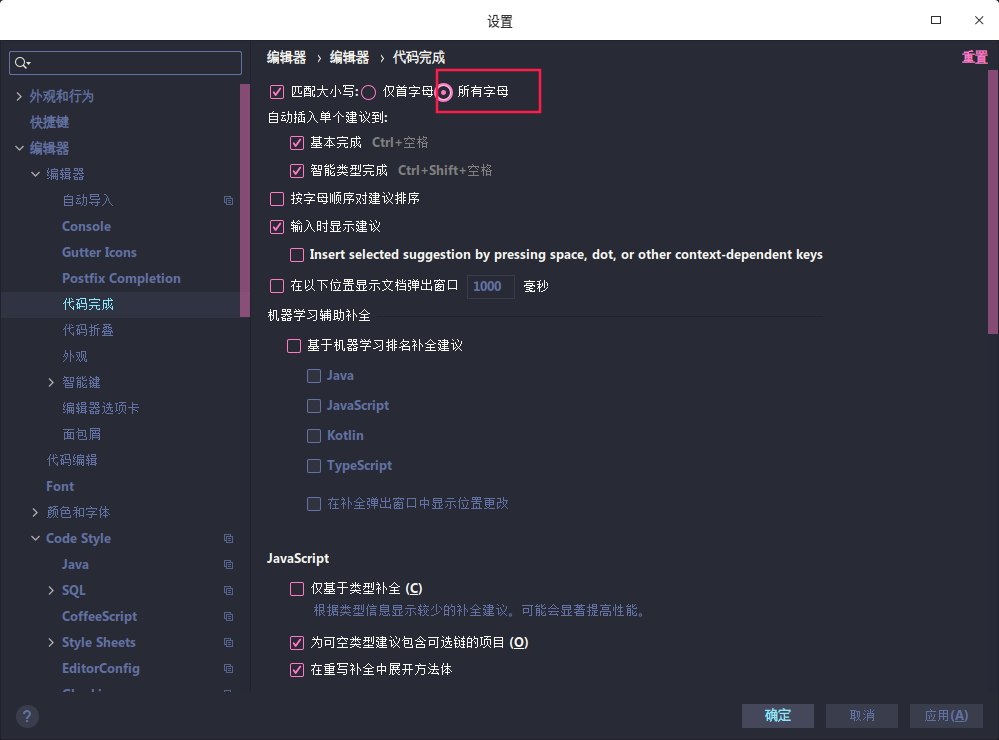 设置
编辑器 › 编辑器 › 代码完成
重置
外观和行为
快捷键
编辑器
编辑器
自动导入
Console
Gutter Icons
Postfix Completion
代码完成
代码折叠
外观
智能键
编辑器选项卡
面包屑
代码编辑
Font
颜色和字体
Code Style
Java
SQL
CoffeeScript
Style Sheets
EditorConfig
匹配大小写: 仅首字母 所有字母
自动插入单个建议到:
基本完成 Ctrl+空格
智能类型完成 Ctrl+Shift+空格
按字母顺序对建议排序
输入时显示建议
Insert selected suggestion by pressing space, dot, or other context-dependent keys
在以下位置显示文档弹出窗口 1000 毫秒
机器学习辅助补全
基于机器学习排名补全建议
Java
JavaScript
Kotlin
TypeScript
在补全弹出窗口中显示位置更改
JavaScript
仅基于类型补全 (C)
根据类型信息显示较少的补全建议。可能会显著提高性能。
为可空类型建议包含可选链的项目 (O)
在重写补全中展开方法体
?
确定 取消 应用(A)